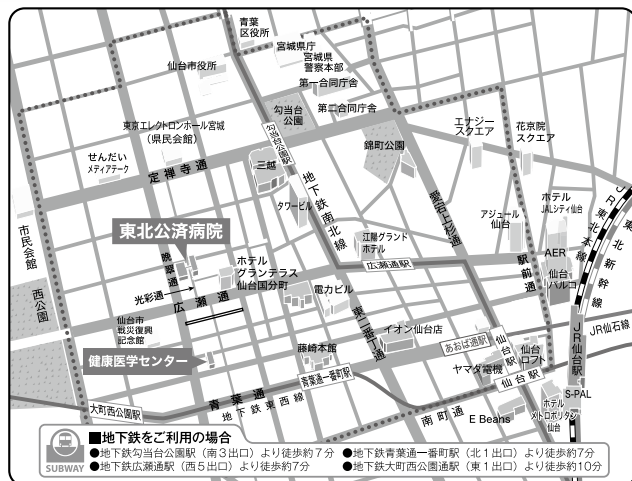 青葉
区役所
宮城県庁
宮城県
警察本部
仙台市役所
第一合同庁舎
勾当台
公園
第二合同庁舎
東京エレクトロンホール宮城
(県民会館)
勾当台公園駅
錦町公園
エナジー
スクエア
花京院
スクエア
せんだい
メディアテーク
定禅寺通
三越
地下鉄南北線
愛宕上杉通
ホテル
JALシティ仙台
JR東北本線
JR東北新幹線
市民会館
西公園
タワービル
アジュール
仙台
東北公済病院
晩翠通
江陽グランド
ホテル
広瀬通駅
駅前通
AER
仙台
パルコ
ホテル
グランテラス
仙台国分町
光彩通
広瀬通
電力ビル
東二番丁通
仙台市
戦災復興
記念館
イオン仙台店
あおば通駅
仙台駅
仙台
ロフト
JR仙台駅
JR仙石線
健康医学センター
藤崎本館
ヤマダ電機
仙台駅
青葉通
青葉通一番町駅
S-PAL
大町西公園駅
地下鉄東西線
南町通
E Beans
ホテル
メトロポリタン
仙台
SUBWAY
■地下鉄をご利用の場合
●地下鉄勾当台公園駅(南3出口)より徒歩約7分
●地下鉄青葉通一番町駅(北1出口)より徒歩約7分
●地下鉄広瀬通駅(西5出口)より徒歩約7分
●地下鉄大町西公園通駅(東1出口)より徒歩約10分